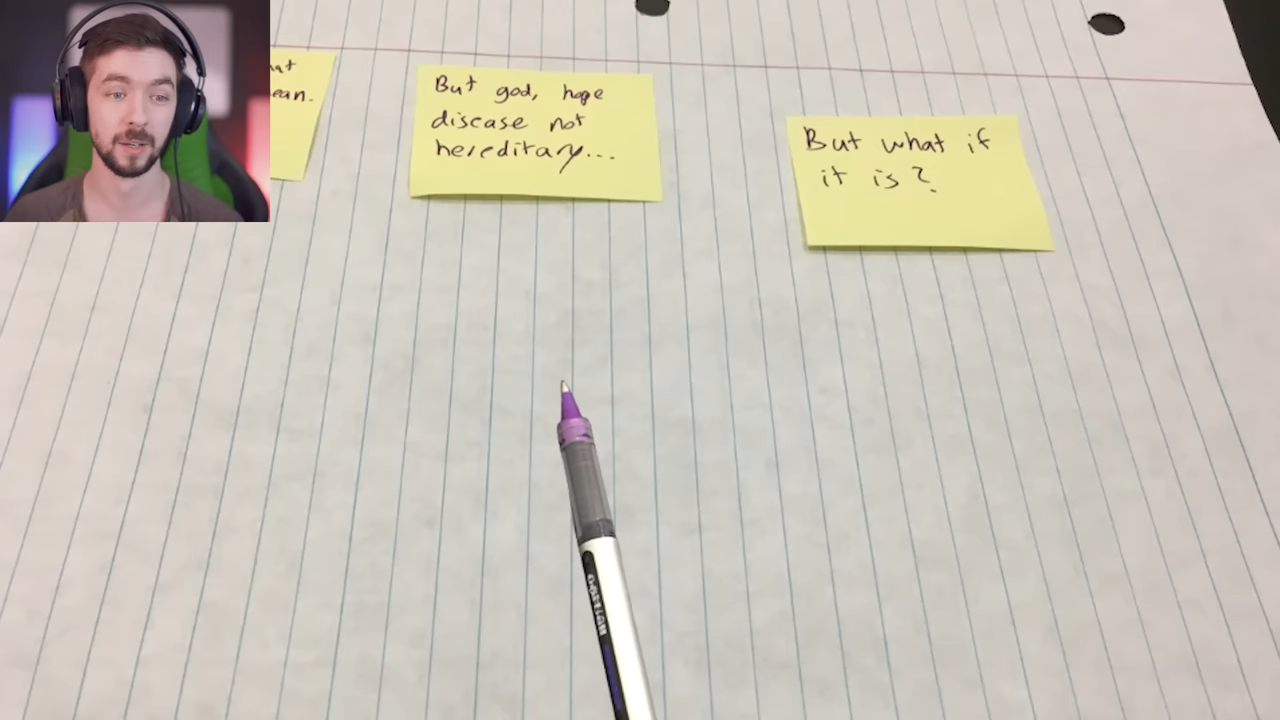 But god, hope
disease not
hereditary...
But what if
it is?